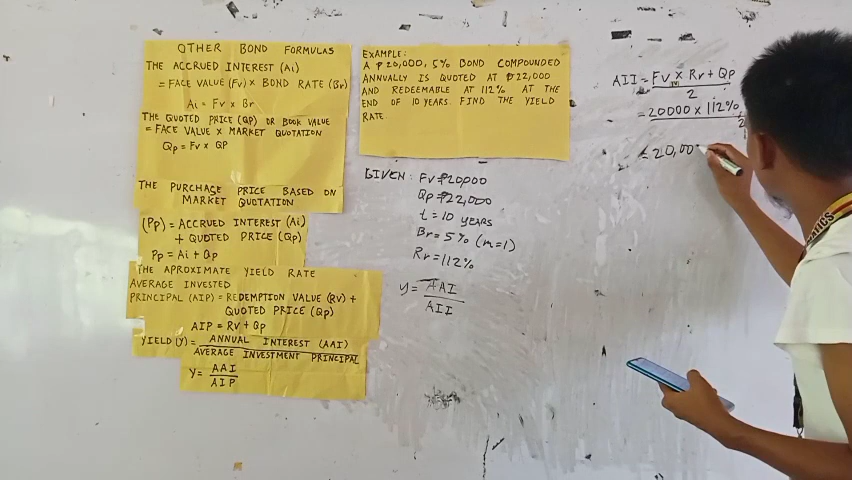 OTHER BOND FORMULAS
THE ACCRUED INTEREST (Ai)
= FACE VALUE (Fv) x BOND RATE (Br)
Ai = Fv x Br
THE QUOTED PRICE (QP) OR BOOK VALUE
= FACE VALUE x MARKET QUOTATION
QP = Fv x QP
THE PURCHASE PRICE BASED ON
MARKET QUOTATION
(Pp) = ACCRUED INTEREST (Ai)
+ QUOTED PRICE (Qp)
Pp = Ai + Qp
THE APROXIMATE YIELD RATE
AVERAGE INVESTED
PRINCIPAL (AIP) = REDEMPTION VALUE (RV) +
QUOTED PRICE (QP)
AIP = RV + Qp
YIELD (Y) = ANNUAL INTEREST (AAI)
AVERAGE INVESTMENT PRINCIPAL
Y = AAI
AIP
EXAMPLE:
A ₱20,000, 5% BOND COMPOUNDED
ANNUALLY IS QUOTED AT ₱22,000
AND REDEEMABLE AT 112% AT THE
END OF 10 YEARS. FIND THE YIELD
RATE
GIVEN: FV ₱20000
Qp = ₱22,000
t = 10 YEARS
Br = 5% (m=1)
Rr = 112%
Y = AAI
AII
AII = Fv x Rr + Qp
2
= 20000 x 112%
2
= 20,00